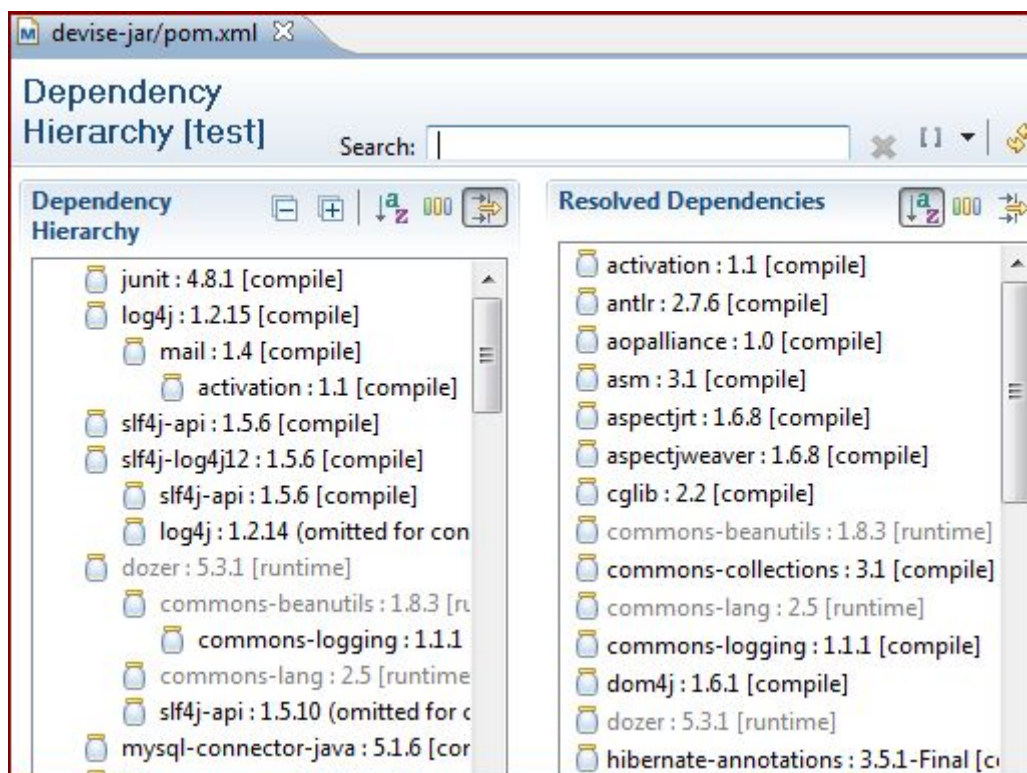 devise-jar/pom.xml
Dependency
Hierarchy [test]
Search:
Dependency
Hierarchy
junit : 4.8.1 [compile]
log4j : 1.2.15 [compile]
mail : 1.4 [compile]
activation : 1.1 [compile]
slf4j-api : 1.5.6 [compile]
slf4j-log4j12 : 1.5.6 [compile]
slf4j-api : 1.5.6 [compile]
log4j : 1.2.14 (omitted for con
dozer : 5.3.1 [runtime]
commons-beanutils : 1.8.3 [ru
commons-logging : 1.1.1
commons-lang : 2.5 [runtime
slf4j-api : 1.5.10 (omitted for c
mysql-connector-java : 5.1.6 [cor
Resolved Dependencies
activation : 1.1 [compile]
antlr : 2.7.6 [compile]
aopalliance : 1.0 [compile]
asm : 3.1 [compile]
aspectjrt : 1.6.8 [compile]
aspectjweaver : 1.6.8 [compile]
cglib : 2.2 [compile]
commons-beanutils : 1.8.3 [runtime]
commons-collections : 3.1 [compile]
commons-lang : 2.5 [runtime]
commons-logging : 1.1.1 [compile]
dom4j : 1.6.1 [compile]
dozer : 5.3.1 [runtime]
hibernate-annotations : 3.5.1-Final [c